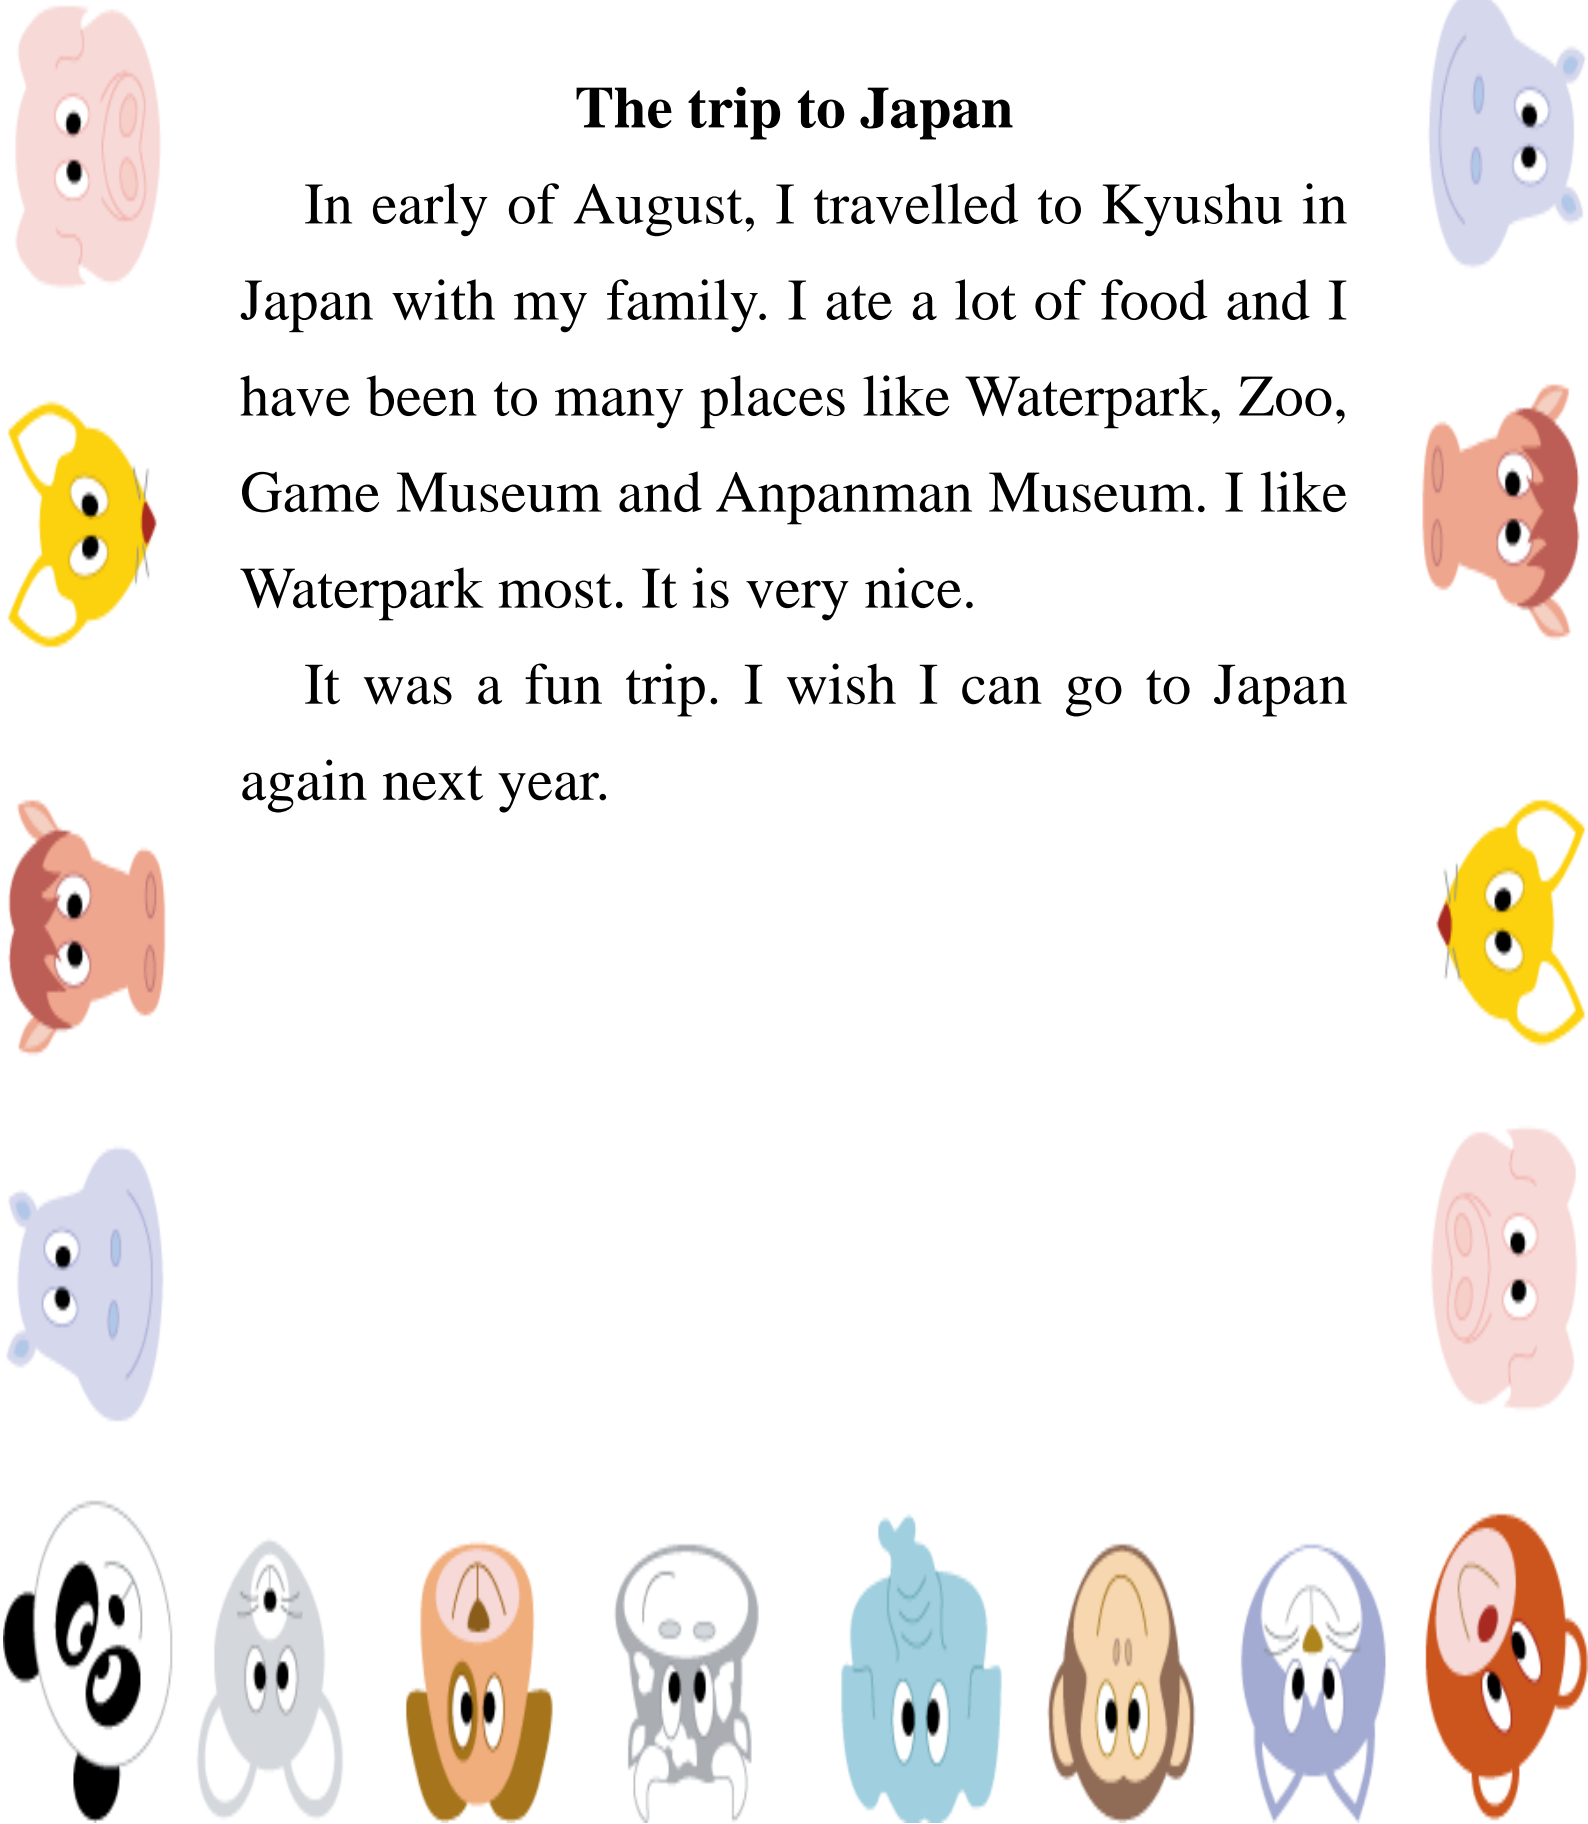 The trip to Japan
In early of August, I travelled to Kyushu in
Japan with my family. I ate a lot of food and I
have been to many places like Waterpark, Zoo,
Game Museum and Anpanman Museum. I like
Waterpark most. It is very nice.
It was a fun trip. I wish I can go to Japan
again next year.